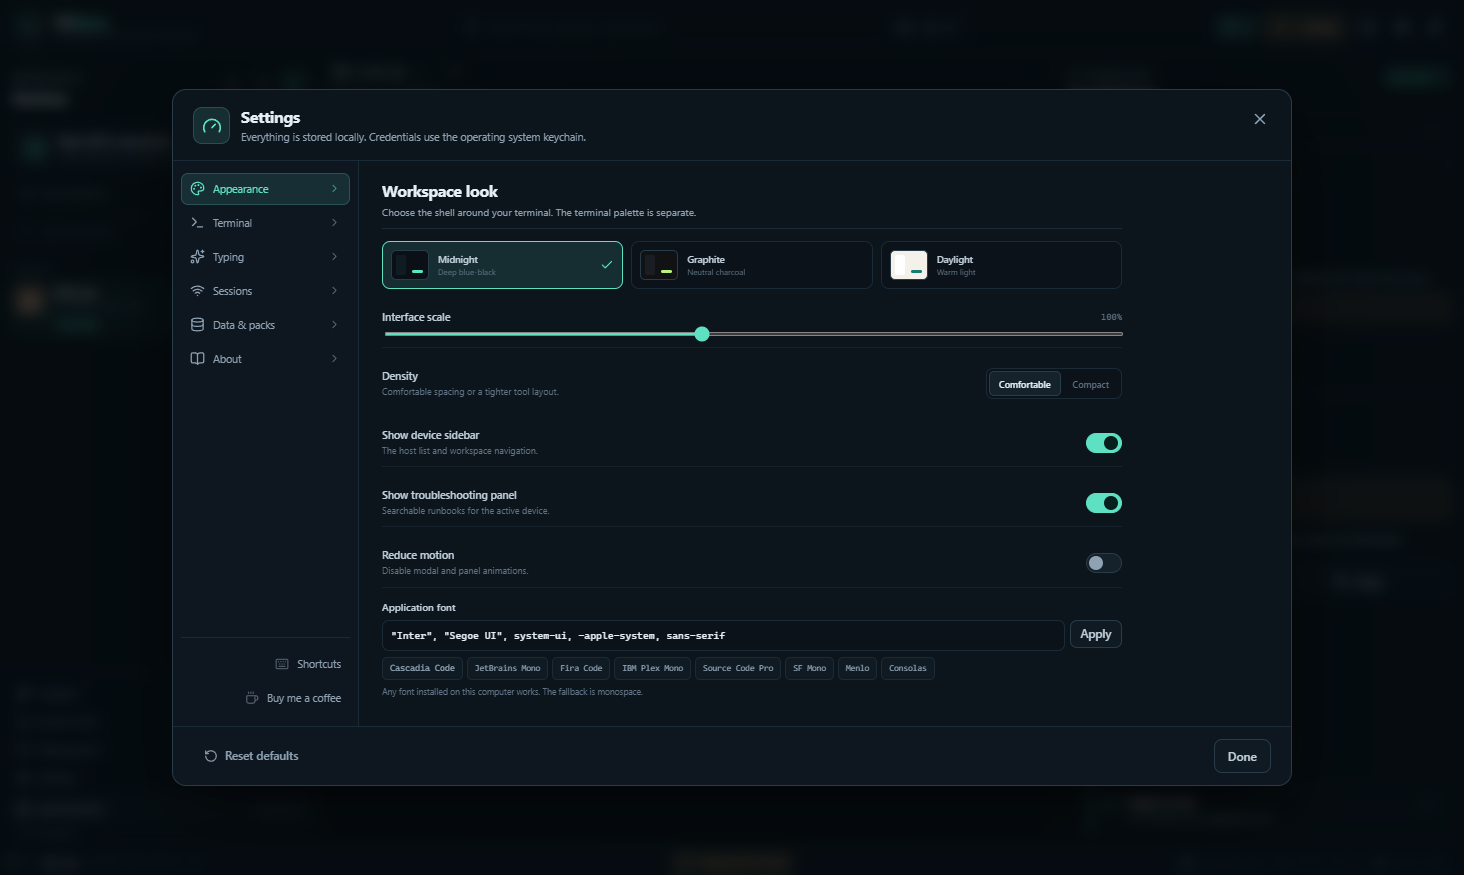 Settings
Everything is stored locally. Credentials use the operating system keychain.
Appearance
Terminal
Typing
Sessions
Data & packs
About
Shortcuts
Buy me a coffee
Workspace look
Choose the shell around your terminal. The terminal palette is separate.
Midnight
Deep blue-black
Graphite
Neutral charcoal
Daylight
Warm light
Interface scale
100%
Density
Comfortable spacing or a tighter tool layout.
Comfortable
Compact
Show device sidebar
The host list and workspace navigation.
Show troubleshooting panel
Searchable runbooks for the active device.
Reduce motion
Disable modal and panel animations.
Application font
"Inter", "Segoe UI", system-ui, -apple-system, sans-serif
Apply
Cascadia Code
JetBrains Mono
Fira Code
IBM Plex Mono
Source Code Pro
SF Mono
Menlo
Consolas
Any font installed on this computer works. The fallback is monospace.
Reset defaults
Done